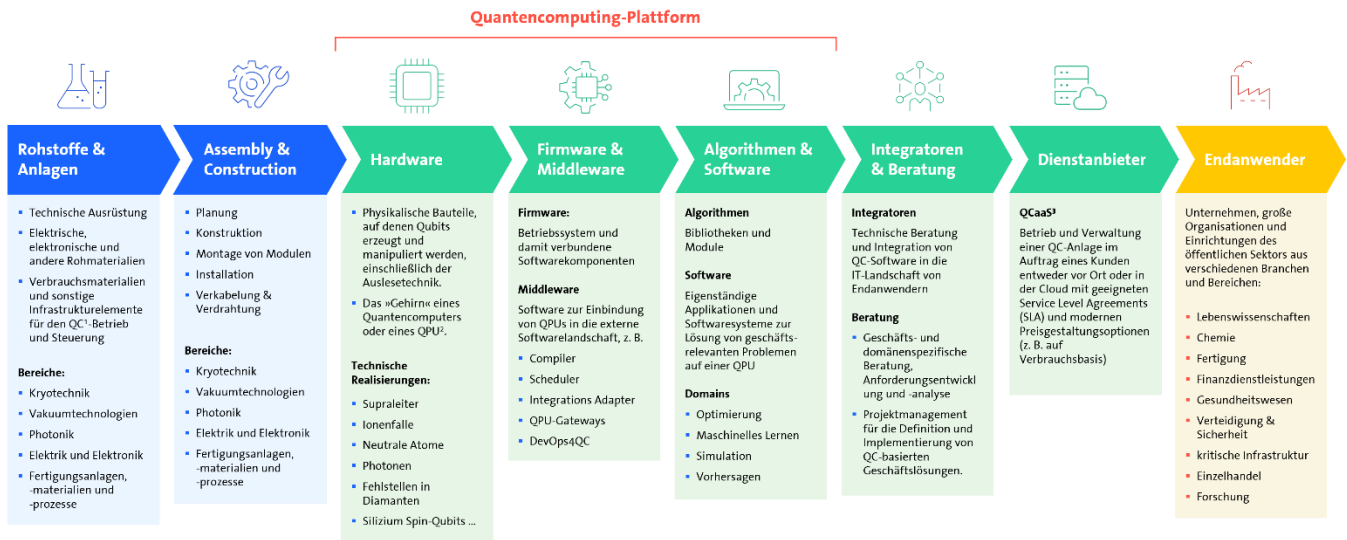 Quantencomputing-Plattform
Rohstoffe &
Anlagen
Technische Ausrüstung
Elektrische,
elektronische und
andere Rohmaterialien
Verbrauchsmaterialien
und sonstige
Infrastrukturelemente
für den QC¹-Betrieb
und Steuerung
Bereiche:
Kryotechnik
Vakuumtechnologien
Photonik
Elektrik und Elektronik
Fertigungsanlagen,
-materialien und
-prozesse
Assembly &
Construction
Planung
Konstruktion
Montage von Modulen
Installation
Verkabelung &
Verdrahtung
Bereiche:
Kryotechnik
Vakuumtechnologien
Photonik
Elektrik und Elektronik
Fertigungsanlagen,
-materialien und
-prozesse
Hardware
Physikalische Bauteile,
auf denen Qubits
erzeugt und
manipuliert werden,
einschließlich der
Auslesetechnik.
Das »Gehirn« eines
Quantencomputers
oder eines QPU².
Technische
Realisierungen:
Supraleiter
Ionenfalle
Neutrale Atome
Photonen
Fehlstellen in
Diamanten
Silizium Spin-Qubits ...
Firmware &
Middleware
Firmware:
Betriebssystem und
damit verbundene
Softwarekomponenten
Middleware
Software zur Einbindung
von QPUs in die externe
Softwarelandschaft, z. B.
Compiler
Scheduler
Integrations Adapter
QPU-Gateways
DevOps4QC
Algorithmen &
Software
Algorithmen
Bibliotheken und
Module
Software
Eigenständige
Applikationen und
Softwaresysteme zur
Lösung von geschäfts-
relevanten Problemen
auf einer QPU
Domains
Optimierung
Maschinelles Lernen
Simulation
Vorhersagen
Integratoren
& Beratung
Integratoren
Technische Beratung
und Integration von
QC-Software in die
IT-Landschaft von
Endanwendern
Beratung
Geschäfts- und
domänenspezifische
Beratung,
Anforderungsentwickl
ung und -analyse
Projektmanagement
für die Definition und
Implementierung von
QC-basierten
Geschäftslösungen.
Dienstanbieter
QCaaS³
Betrieb und Verwaltung
einer QC-Anlage im
Auftrag eines Kunden
entweder vor Ort oder in
der Cloud mit geeigneten
Service Level Agreements
(SLA) und modernen
Preisgestaltungsoptionen
(z. B. auf
Verbrauchsbasis)
Endanwender
Unternehmen, große
Organisationen und
Einrichtungen des
öffentlichen Sektors aus
verschiedenen Branchen
und Bereichen:
Lebenswissenschaften
Chemie
Fertigung
Finanzdienstleistungen
Gesundheitswesen
Verteidigung &
Sicherheit
kritische Infrastruktur
Einzelhandel
Forschung